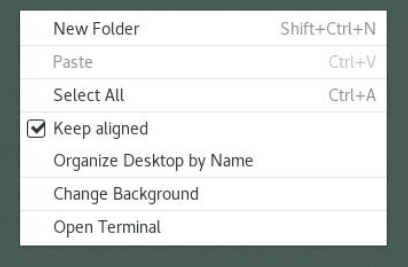 New Folder Shift+Ctrl+N
Paste Ctrl+V
Select All Ctrl+A
Keep aligned
Organize Desktop by Name
Change Background
Open Terminal